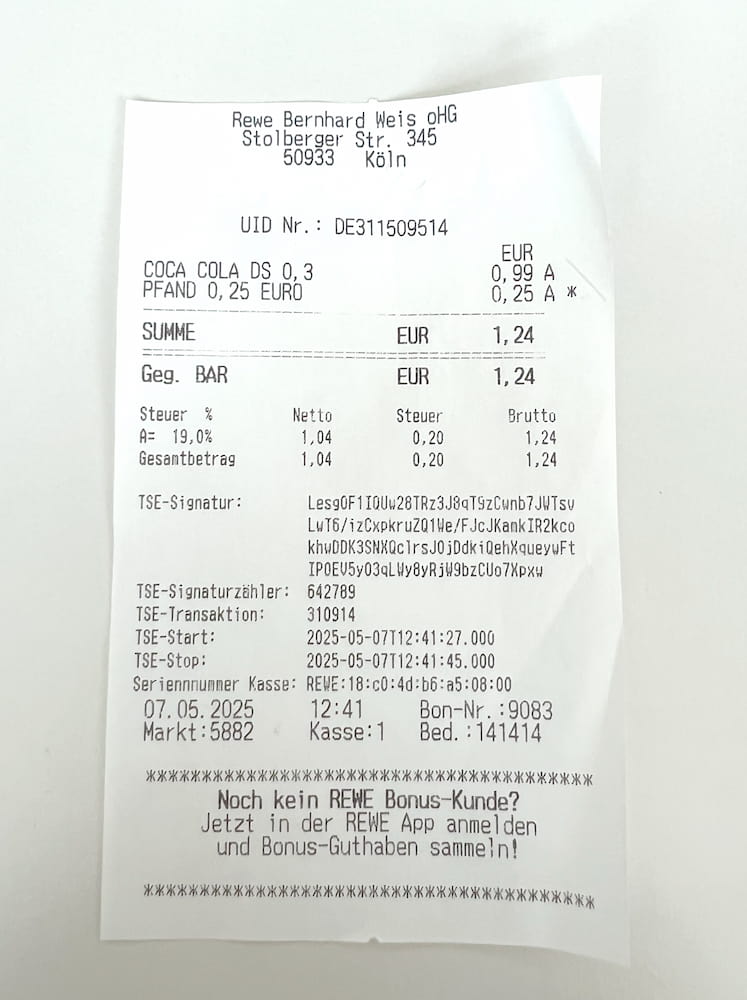 Rewe Bernhard Weis oHG
Stolberger Str. 345
50933 Köln
UID Nr.: DE311509514
EUR
COCA COLA DS 0,3 0,99 A
PFAND 0,25 EURO 0,25 A *
SUMME EUR 1,24
Geg. BAR EUR 1,24
Steuer % Netto Steuer Brutto
A= 19,0% 1,04 0,20 1,24
Gesamtbetrag 1,04 0,20 1,24
TSE-Signatur:
TSE-Signaturzähler: 642789
TSE-Transaktion: 310914
TSE-Start: 2025-05-07T12:41:27.000
TSE-Stop: 2025-05-07T12:41:45.000
Seriennnummer Kasse: REWE:18:c0:4d:b6:a5:08:00
07.05.2025 12:41 Bon-Nr.:9083
Markt:5882 Kasse:1 Bed.:141414
****************************************
Noch kein REWE Bonus-Kunde?
Jetzt in der REWE App anmelden
und Bonus-Guthaben sammeln!
****************************************